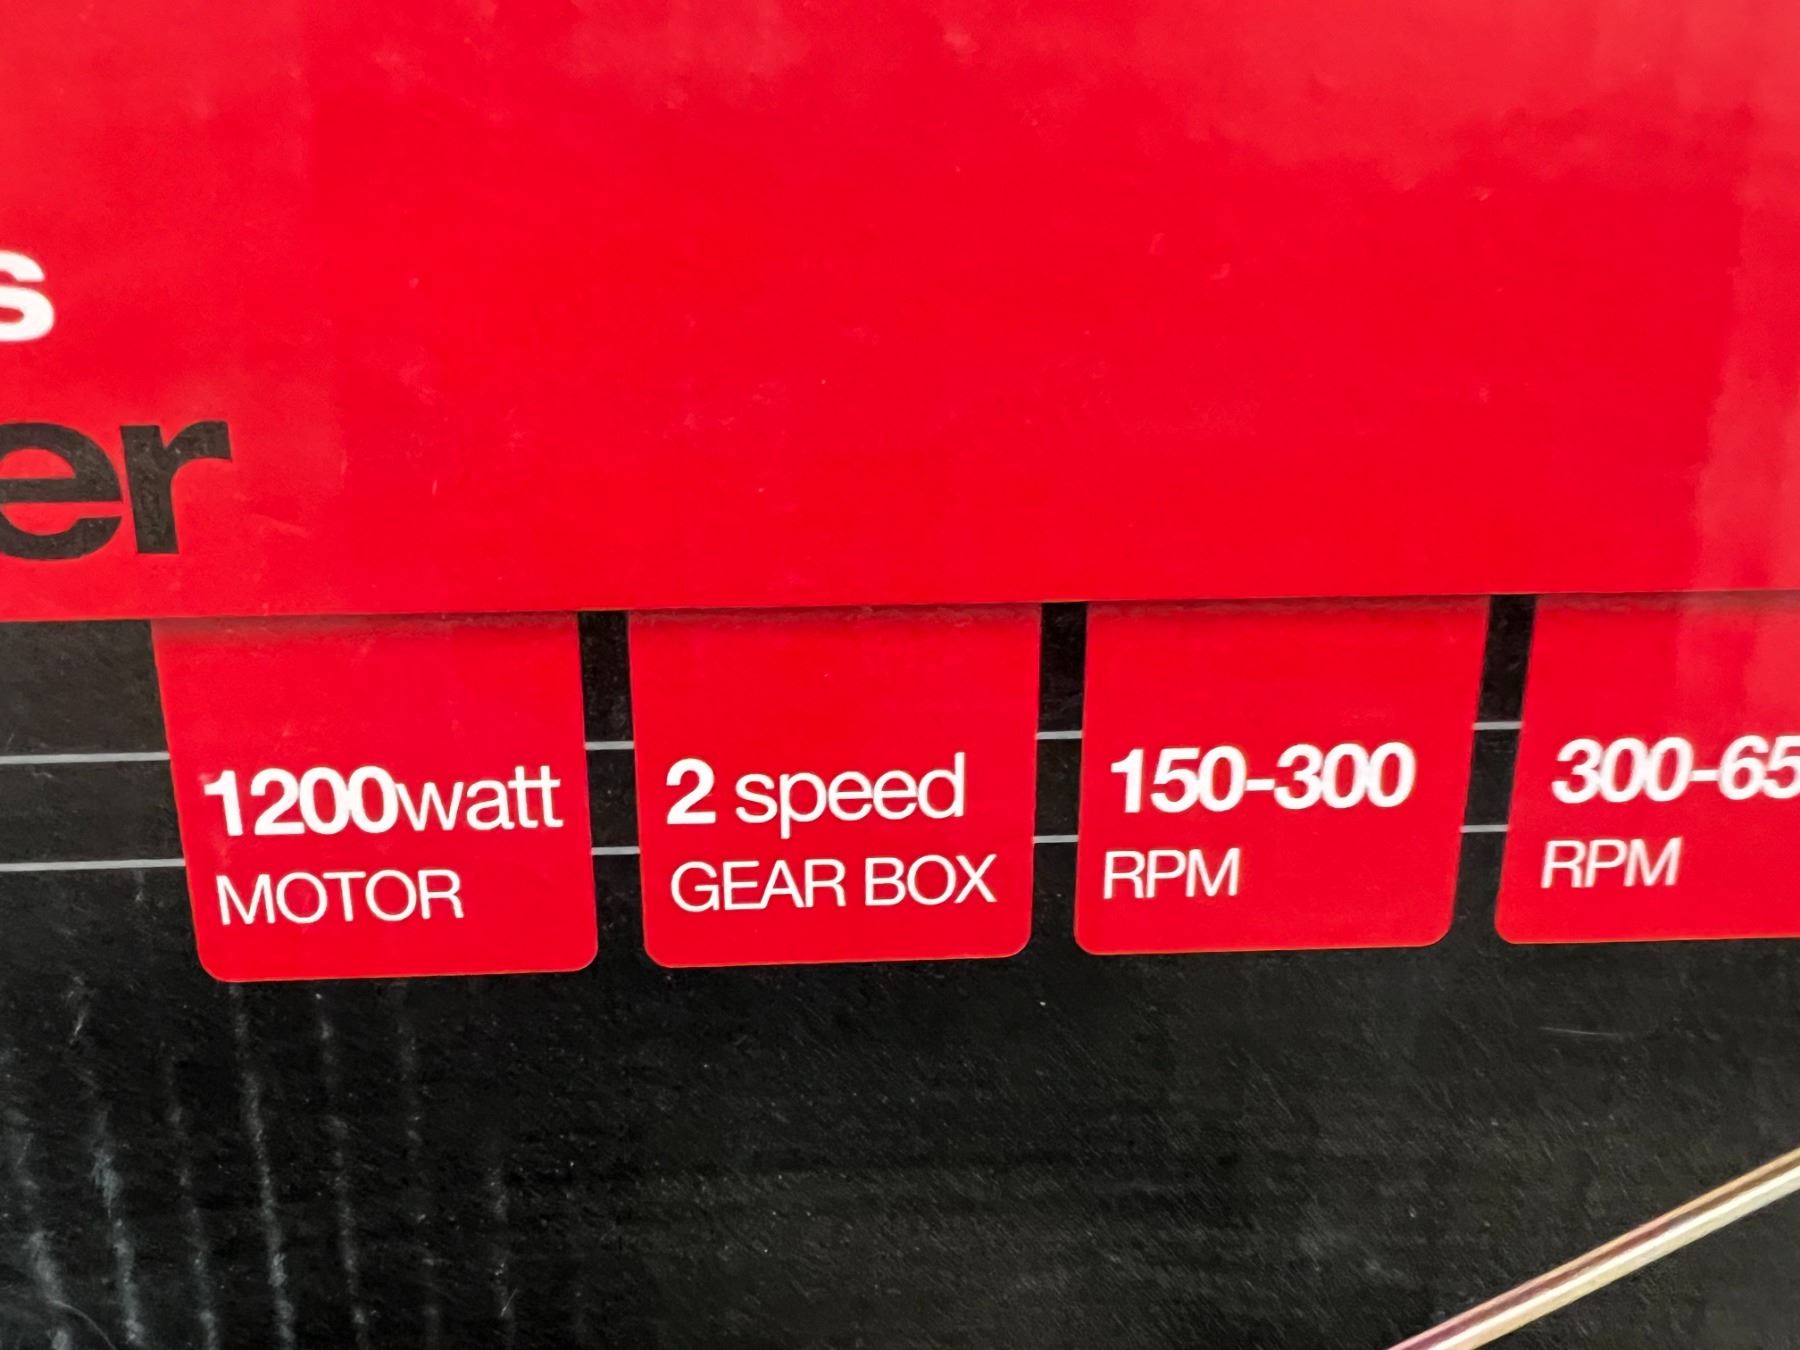 1200watt
MOTOR
2 speed
GEAR BOX
150-300
RPM
RPM